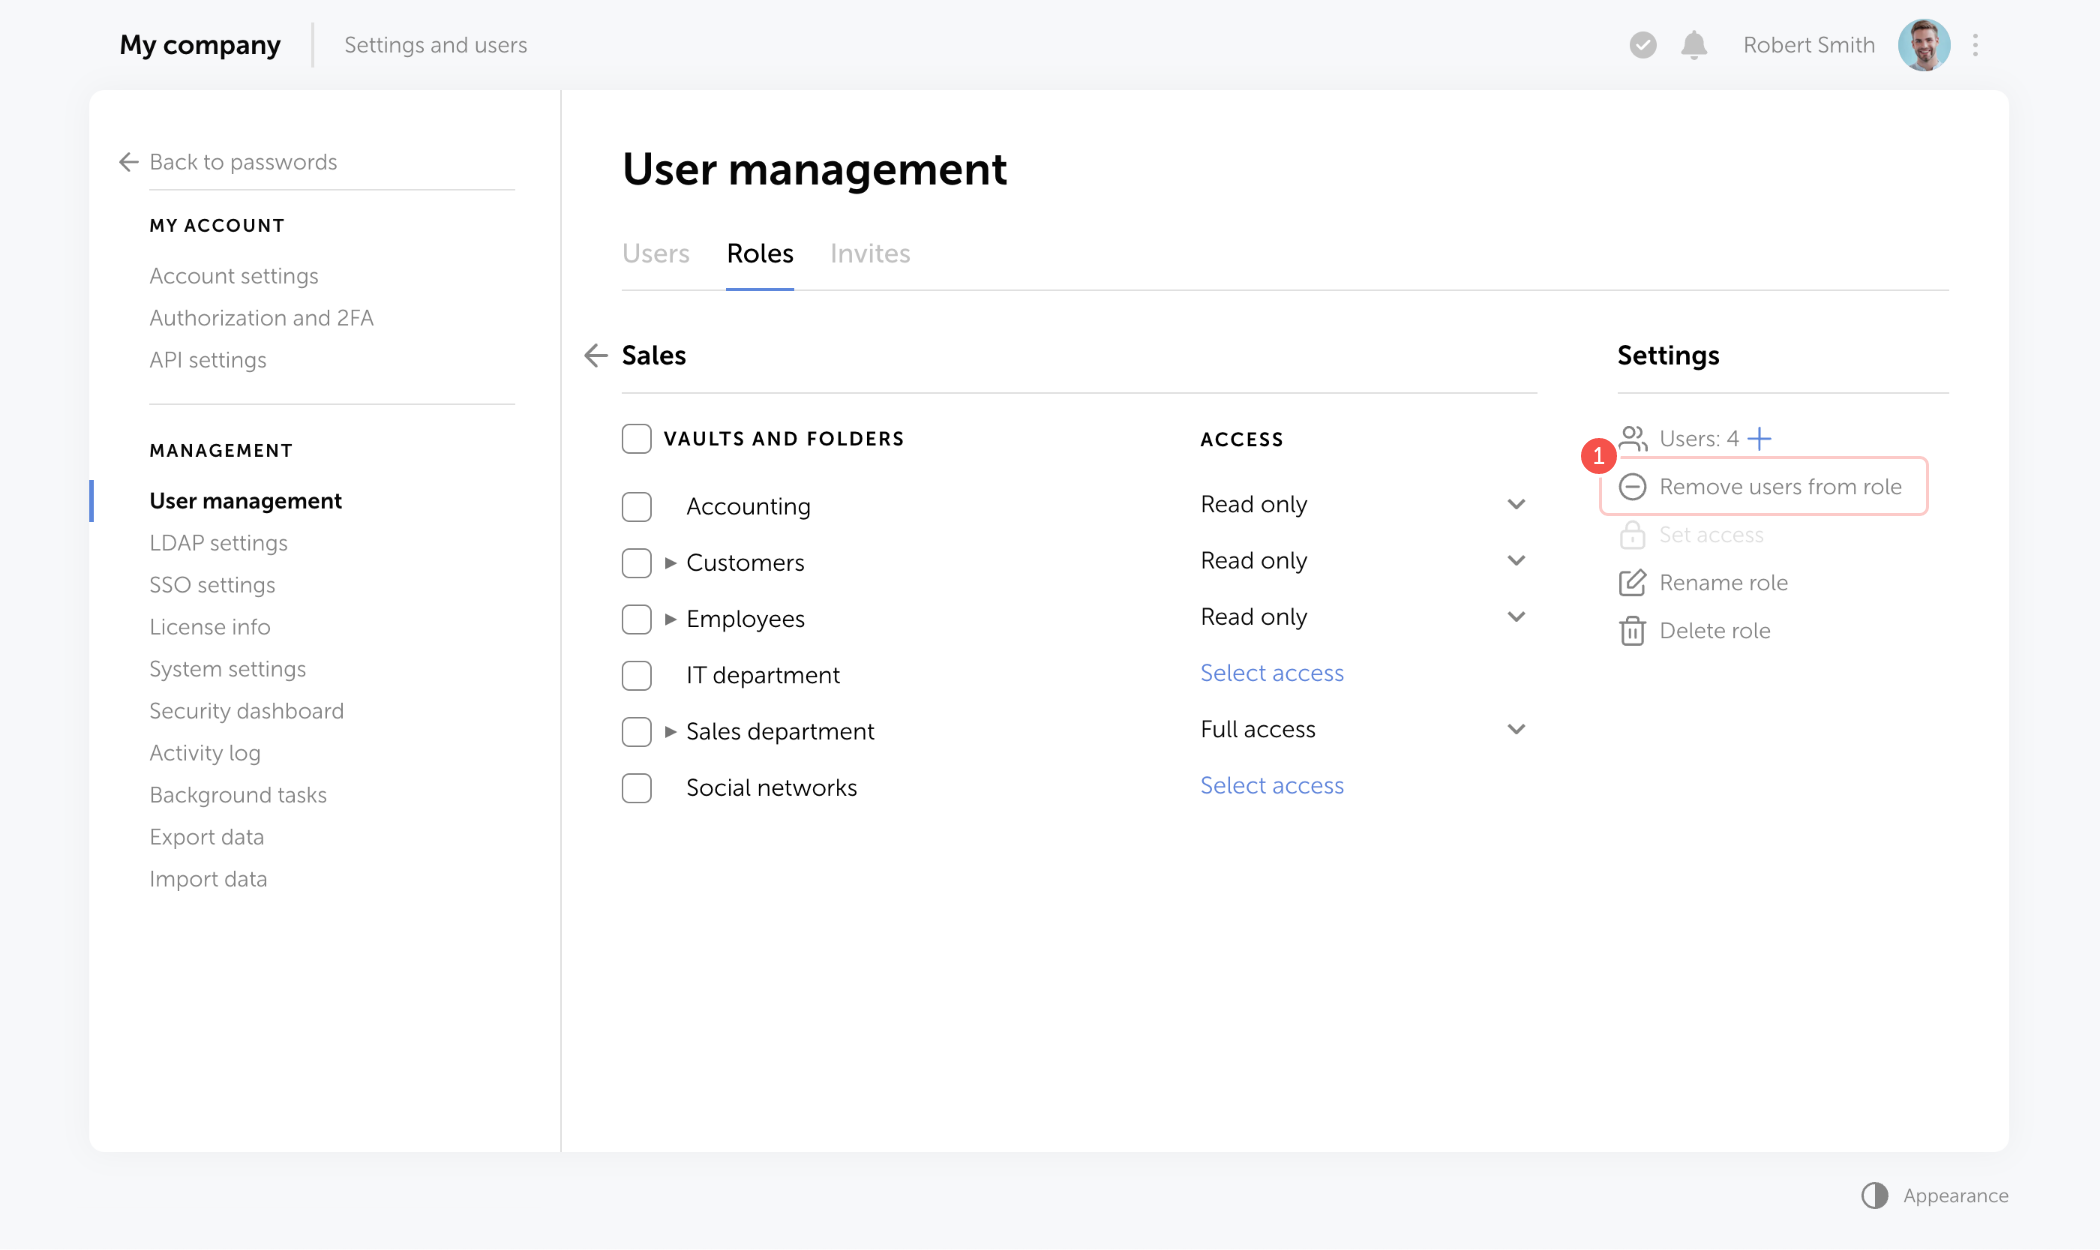 My company
Settings and users
Robert Smith
Back to passwords
MY ACCOUNT
Account settings
Authorization and 2FA
API settings
MANAGEMENT
User management
LDAP settings
SSO settings
License info
System settings
Security dashboard
Activity log
Background tasks
Export data
Import data
User management
Users Roles Invites
Sales
VAULTS AND FOLDERS ACCESS
Accounting Read only
Customers Read only
Employees Read only
IT department Select access
Sales department Full access
Social networks Select access
Settings
Users: 4
1
Remove users from role
Set access
Rename role
Delete role
Appearance